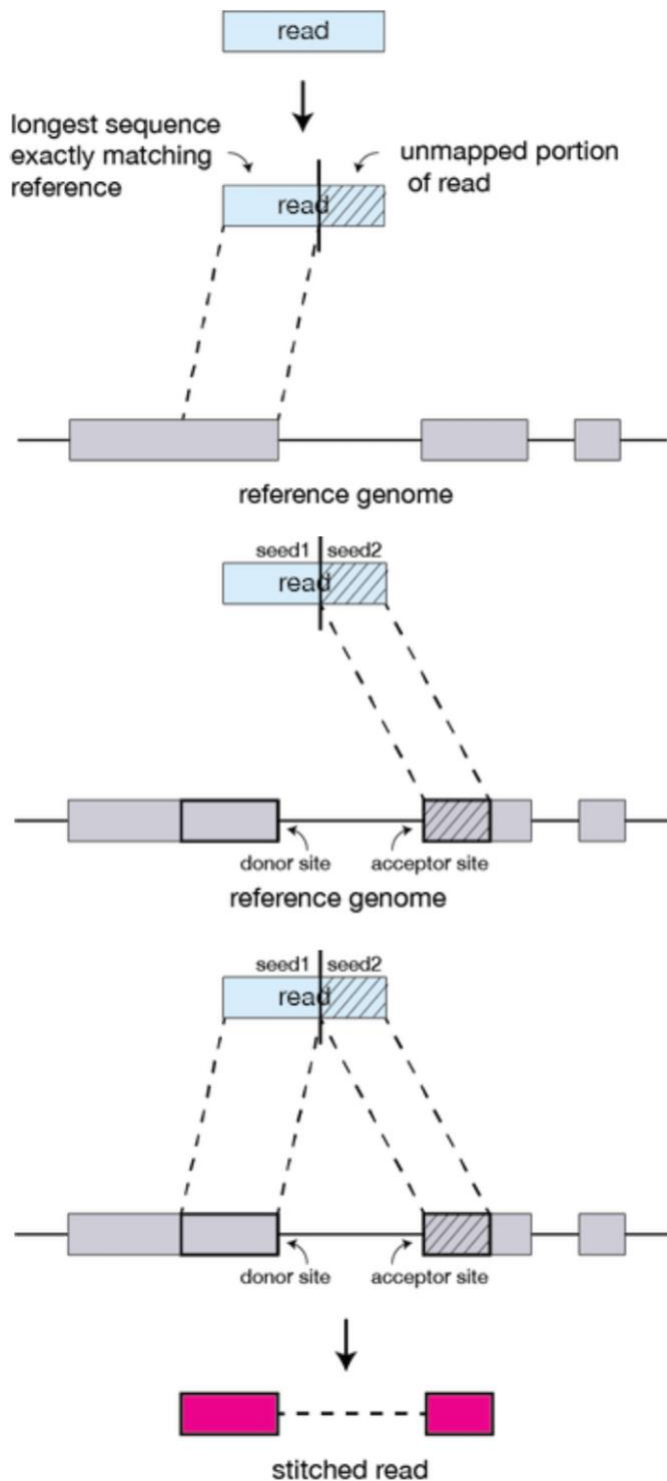 read
longest sequence
exactly matching
reference
unmapped portion
of read
read
reference genome
seed1 seed2
read
donor site acceptor site
reference genome
seed1 seed2
read
donor site acceptor site
stitched read